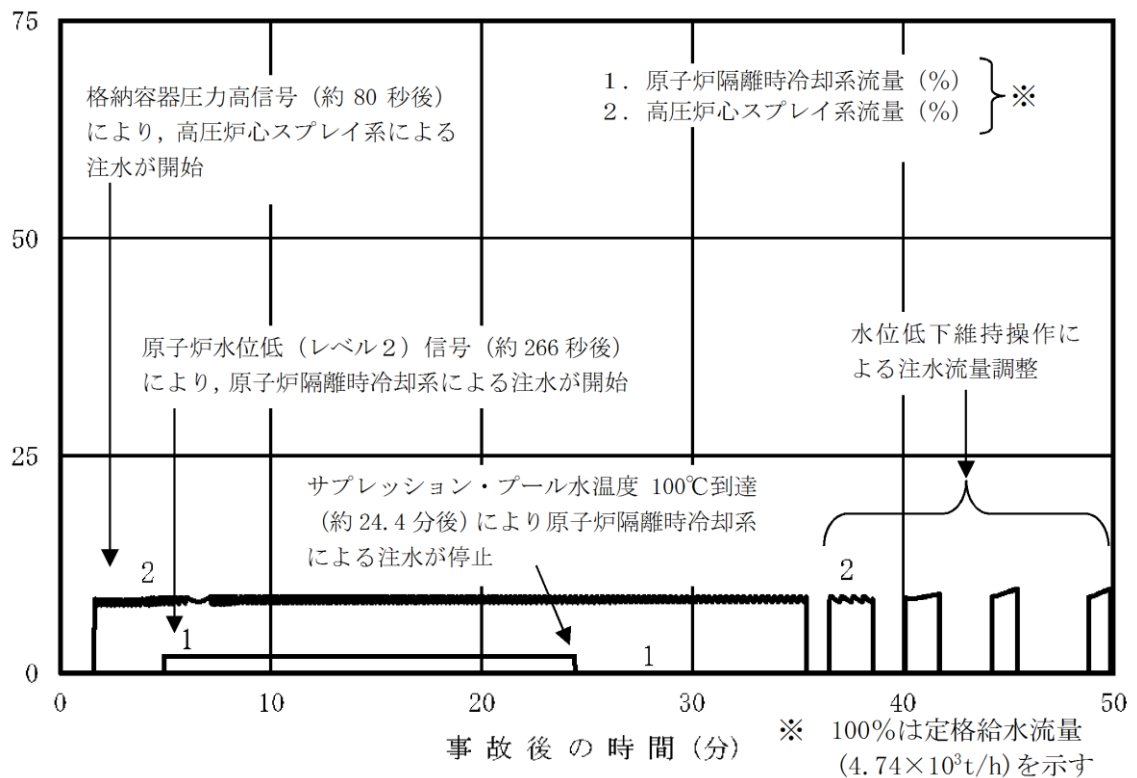 75
格納容器圧力高信号（約 80 秒後）
により，高圧炉心スプレイ系による
注水が開始
１．原子炉隔離時冷却系流量（%）
２．高圧炉心スプレイ系流量（%）
※
50
原子炉水位低（レベル２）信号（約 266 秒後）
により，原子炉隔離時冷却系による注水が開始
水位低下維持操作に
よる注水流量調整
25
サプレッション・プール水温度 100℃到達
（約 24.4 分後）により原子炉隔離時冷却系
による注水が停止
2
2
1
1
0
0 10 20 30 40 50
事故後の時間（分）
※ 100%は定格給水流量
(4.74×10³t/h)を示す